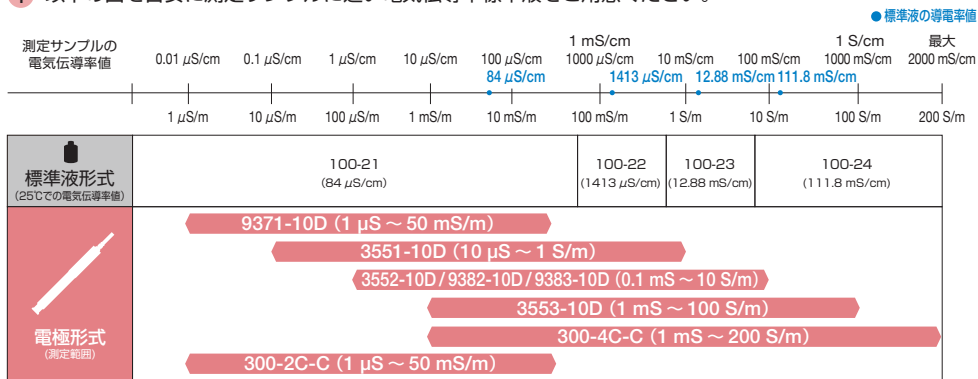 ● 標準液の導電率値
測定サンプルの
電気伝導率値
0.01 μS/cm 0.1 μS/cm 1 μS/cm 10 μS/cm 100 μS/cm 1 mS/cm 1000 μS/cm 10 mS/cm 100 mS/cm 1 S/cm 1000 mS/cm 最大 2000 mS/cm
84 μS/cm 1413 μS/cm 12.88 mS/cm 111.8 mS/cm
1 μS/m 10 μS/m 100 μS/m 1 mS/m 10 mS/m 100 mS/m 1 S/m 10 S/m 100 S/m 200 S/m
標準液形式
(25℃での電気伝導率値)
100-21 100-22 100-23 100-24
(84 μS/cm) (1413 μS/cm) (12.88 mS/cm) (111.8 mS/cm)
電極形式
(測定範囲)
9371-10D (1 μS ~ 50 mS/m)
3551-10D (10 μS ~ 1 S/m)
3552-10D / 9382-10D / 9383-10D (0.1 mS ~ 10 S/m)
3553-10D (1 mS ~ 100 S/m)
300-4C-C (1 mS ~ 200 S/m)
300-2C-C (1 μS ~ 50 mS/m)